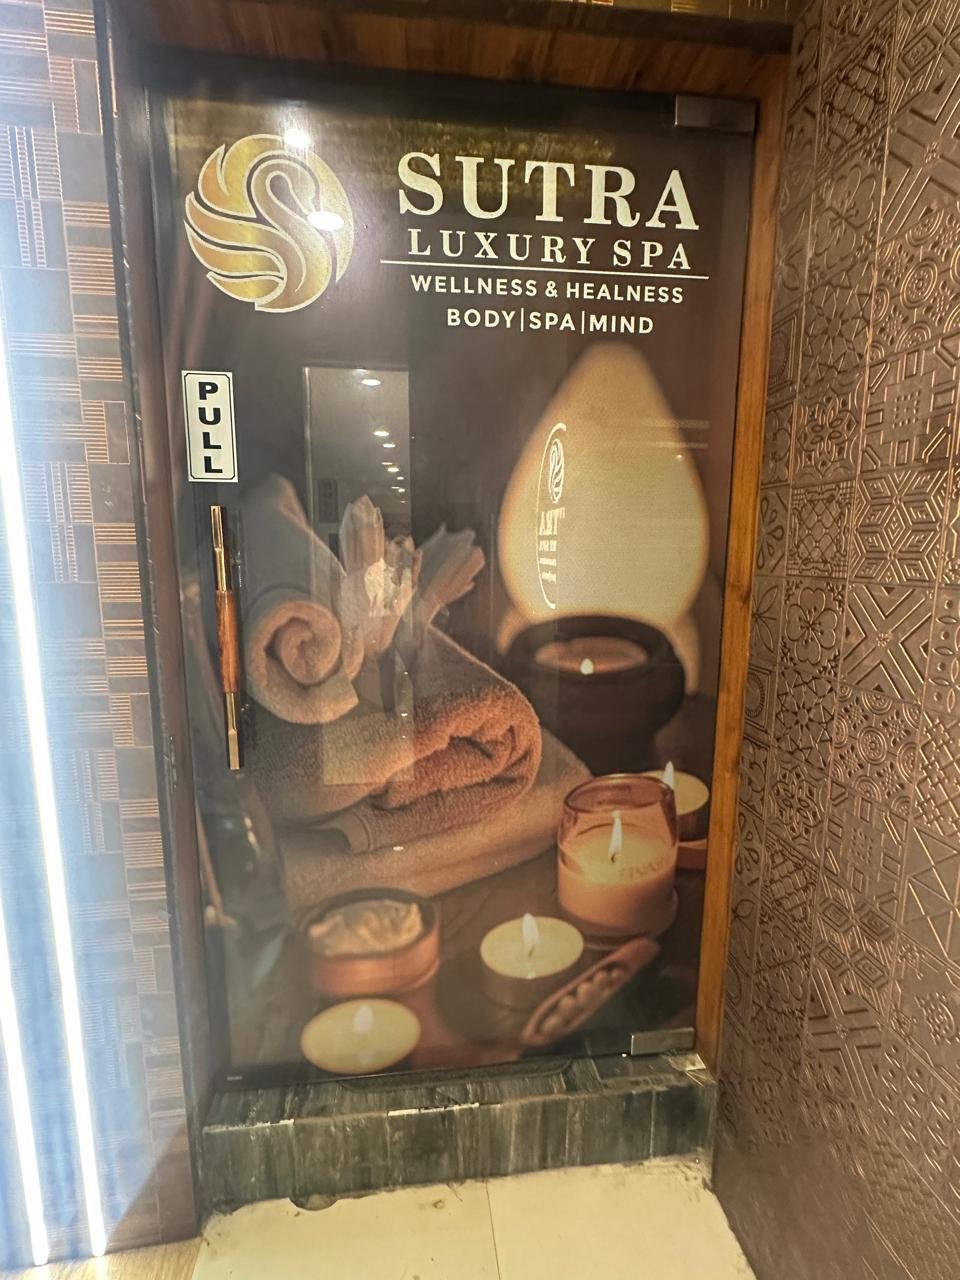 SUTRA
LUXURY SPA
WELLNESS & HEALNESS
BODY|SPA|MIND
PULL